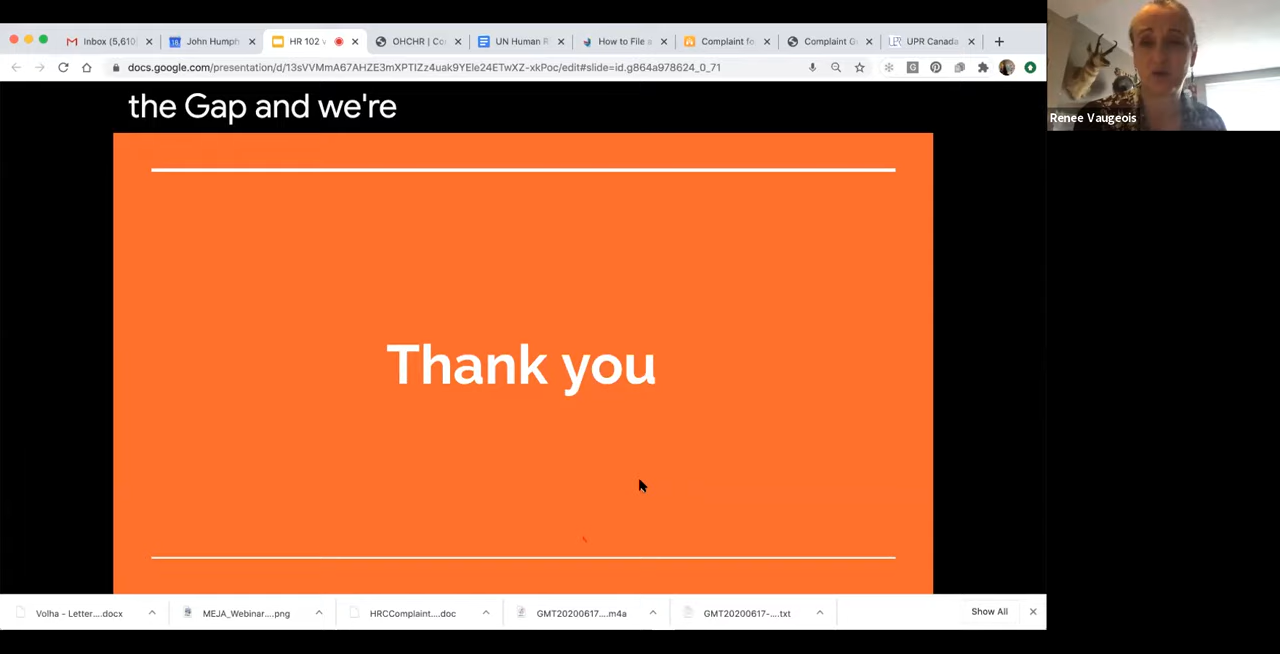 Inbox (5,610
John Humph
HR 102 v
OHCHR | Co
UN Human R
How to File a
Complaint fo
Complaint G
UPR Canada
docs.google.com/presentation/d/13sVVMmA67AHZE3mXPTIZz4uak9YEle24ETwXZ-xkPoc/edit#slide=id.g864a978624_0_71
Renee Vaugeois
the Gap and we're
Thank you
Volha - Letter....docx
MEJA_Webinar....png
HRCComplaint....doc
GMT20200617....m4a
GMT20200617-....txt
Show All